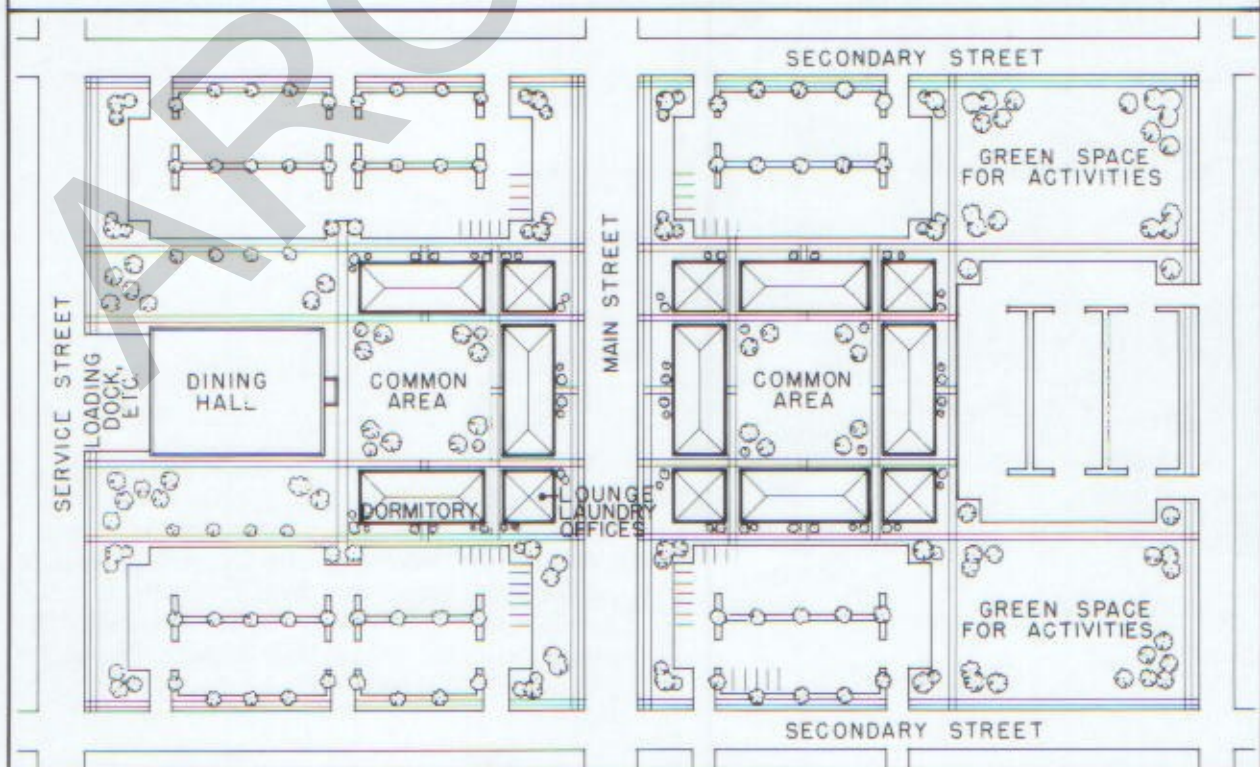 SECONDARY STREET
GREEN SPACE
FOR ACTIVITIES
SERVICE STREET
LOADING
DOCK,
ETC.
DINING
HALL
COMMON
AREA
MAIN STREET
COMMON
AREA
DORMITORY
LOUNGE
LAUNDRY
OFFICES
GREEN SPACE
FOR ACTIVITIES
SECONDARY STREET